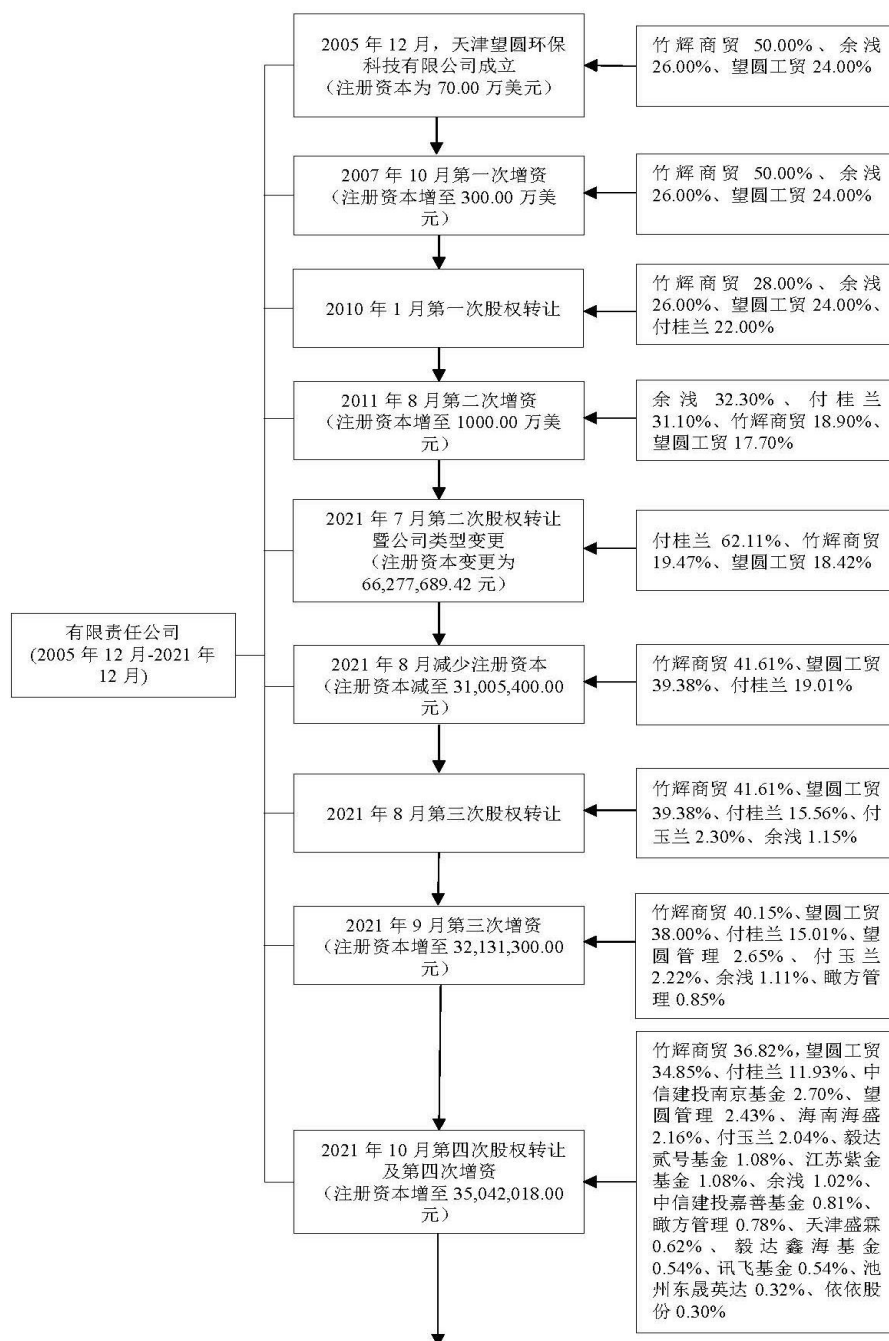 2005 年 12 月，天津望圆环保
科技有限公司成立
（注册资本为 70.00 万美元）
竹辉商贸 50.00%、余浅
26.00%、望圆工贸 24.00%
2007 年 10 月第一次增资
（注册资本增至 300.00 万美
元）
竹辉商贸 50.00%、余浅
26.00%、望圆工贸 24.00%
2010 年 1 月第一次股权转让
竹辉商贸 28.00%、余浅
26.00%、望圆工贸 24.00%、
付桂兰 22.00%
2011 年 8 月第二次增资
（注册资本增至 1000.00 万美
元）
余浅 32.30%、付桂兰
31.10%、竹辉商贸 18.90%、
望圆工贸 17.70%
2021 年 7 月第二次股权转让
暨公司类型变更
（注册资本变更为
66,277,689.42 元）
付桂兰 62.11%、竹辉商贸
19.47%、望圆工贸 18.42%
有限责任公司
(2005 年 12 月-2021 年
12 月)
2021 年 8 月减少注册资本
（注册资本减至 31,005,400.00
元）
竹辉商贸 41.61%、望圆工贸
39.38%、付桂兰 19.01%
2021 年 8 月第三次股权转让
竹辉商贸 41.61%、望圆工贸
39.38%、付桂兰 15.56%、付
玉兰 2.30%、余浅 1.15%
2021 年 9 月第三次增资
（注册资本增至 32,131,300.00
元）
竹辉商贸 40.15%、望圆工贸
38.00%、付桂兰 15.01%、望
圆管理 2.65%、付玉兰
2.22%、余浅 1.11%、瞰方管
理 0.85%
2021 年 10 月第四次股权转让
及第四次增资
（注册资本增至 35,042,018.00
元）
竹辉商贸 36.82%，望圆工贸
34.85%、付桂兰 11.93%、中
信建投南京基金 2.70%、望
圆管理 2.43%、海南海盛
2.16%、付玉兰 2.04%、毅达
贰号基金 1.08%、江苏紫金
基金 1.08%、余浅 1.02%、
中信建投嘉善基金 0.81%、
瞰方管理 0.78%、天津盛霖
0.62%、毅达鑫海基金
0.54%、讯飞基金 0.54%、池
州东晟英达 0.32%、依依股
份 0.30%